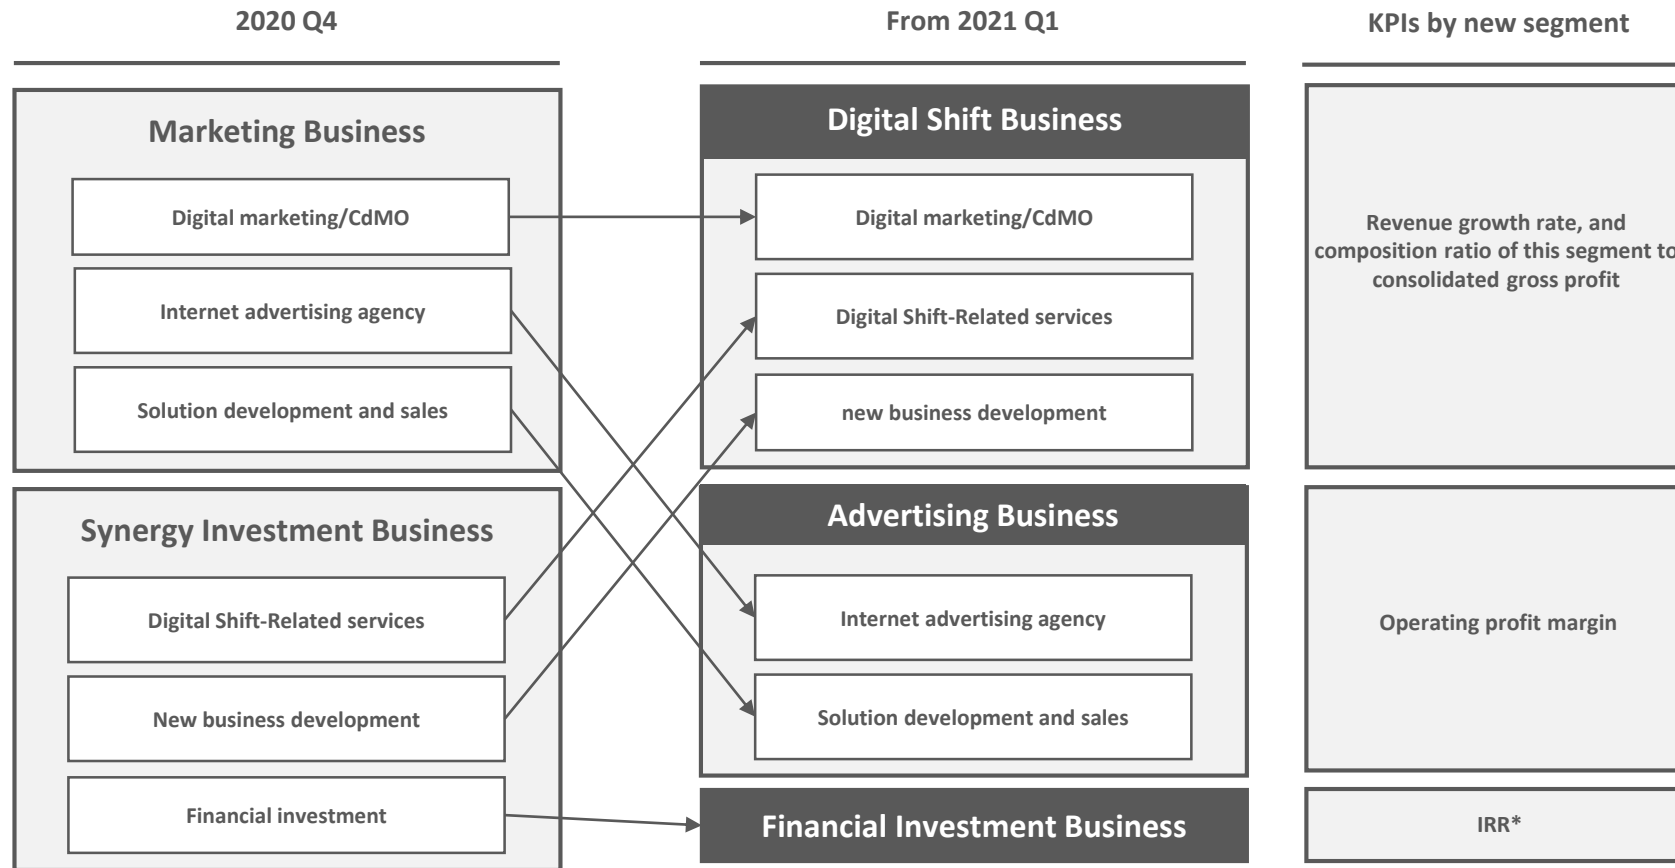 2020 Q4
From 2021 Q1
KPIs by new segment
Marketing Business
Digital marketing/CdMO
Internet advertising agency
Solution development and sales
Synergy Investment Business
Digital Shift-Related services
New business development
Financial investment
Digital Shift Business
Digital marketing/CdMO
Digital Shift-Related services
new business development
Advertising Business
Internet advertising agency
Solution development and sales
Financial Investment Business
Revenue growth rate, and
composition ratio of this segment to
consolidated gross profit
Operating profit margin
IRR*